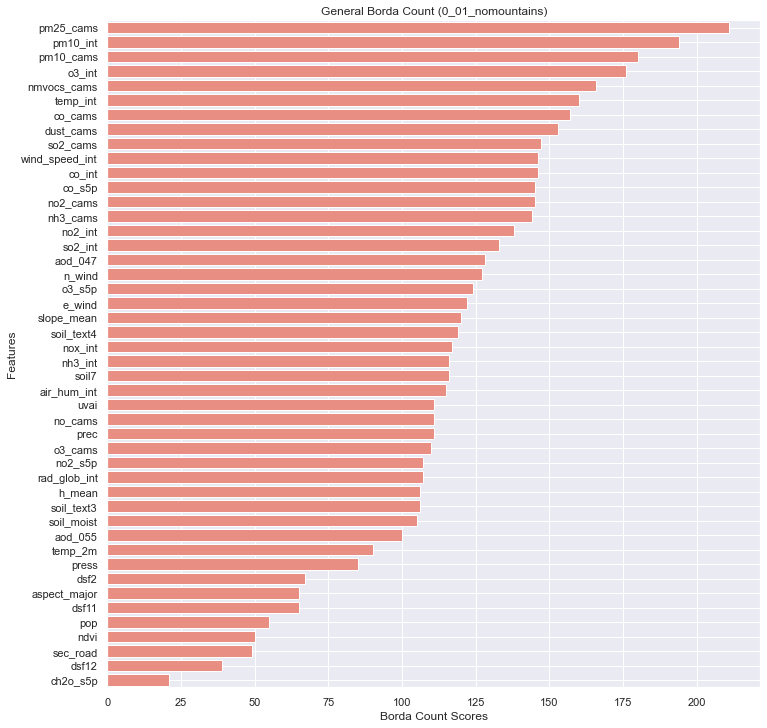 General Borda Count (0_01_nomountains)
pm25_cams
pm10_int
pm10_cams
o3_int
nmvocs_cams
temp_int
co_cams
dust_cams
so2_cams
wind_speed_int
co_int
co_s5p
no2_cams
nh3_cams
no2_int
so2_int
aod_047
n_wind
o3_s5p
e_wind
slope_mean
soil_text4
nox_int
nh3_int
soil7
air_hum_int
uvai
no_cams
prec
o3_cams
no2_s5p
rad_glob_int
h_mean
soil_text3
soil_moist
aod_055
temp_2m
press
dsf2
aspect_major
dsf11
pop
ndvi
sec_road
dsf12
ch2o_s5p
Features
0 25 50 75 100 125 150 175 200
Borda Count Scores